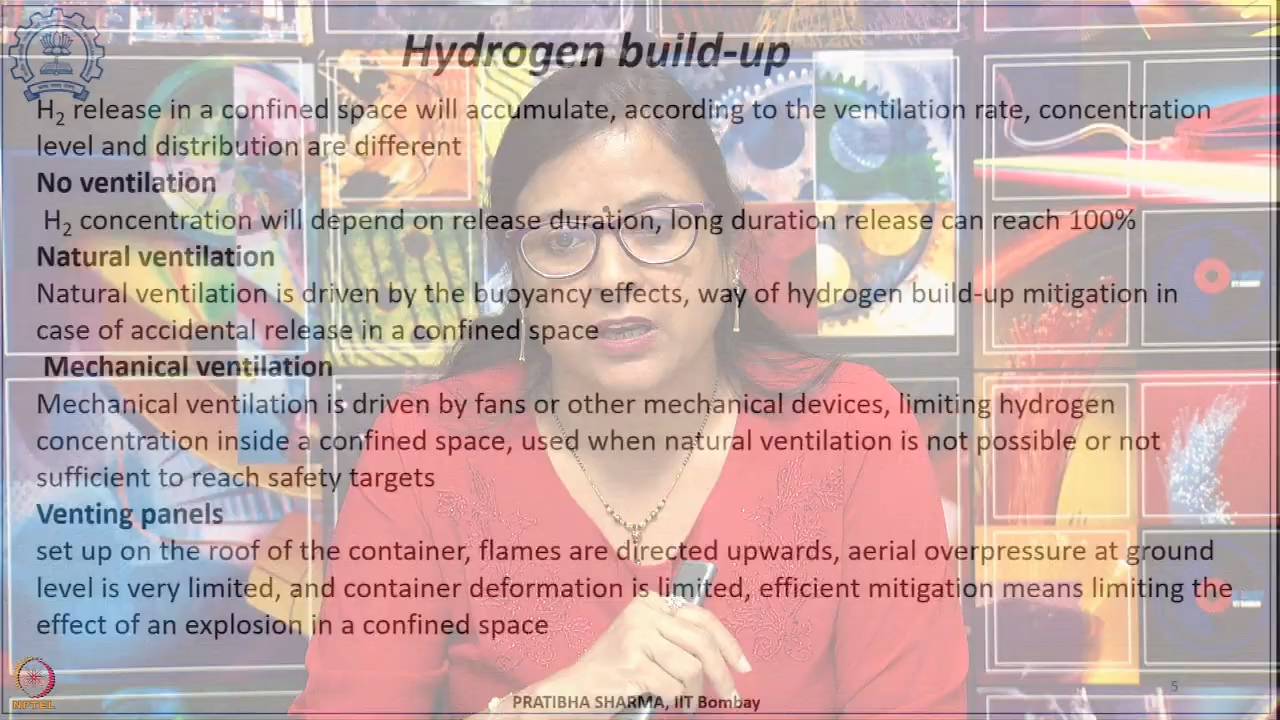 Hydrogen build-up
H₂ release in a confined space will accumulate, according to the ventilation rate, concentration
level and distribution are different
No ventilation
H₂ concentration will depend on release duration, long duration release can reach 100%
Natural ventilation
Natural ventilation is driven by the buoyancy effects, way of hydrogen build-up mitigation in
case of accidental release in a confined space
Mechanical ventilation
Mechanical ventilation is driven by fans or other mechanical devices, limiting hydrogen
concentration inside a confined space, used when natural ventilation is not possible or not
sufficient to reach safety targets
Venting panels
set up on the roof of the container, flames are directed upwards, aerial overpressure at ground
level is very limited, and container deformation is limited, efficient mitigation means limiting the
effect of an explosion in a confined space
5
NPTEL
PRATIBHA SHARMA, IIT Bombay